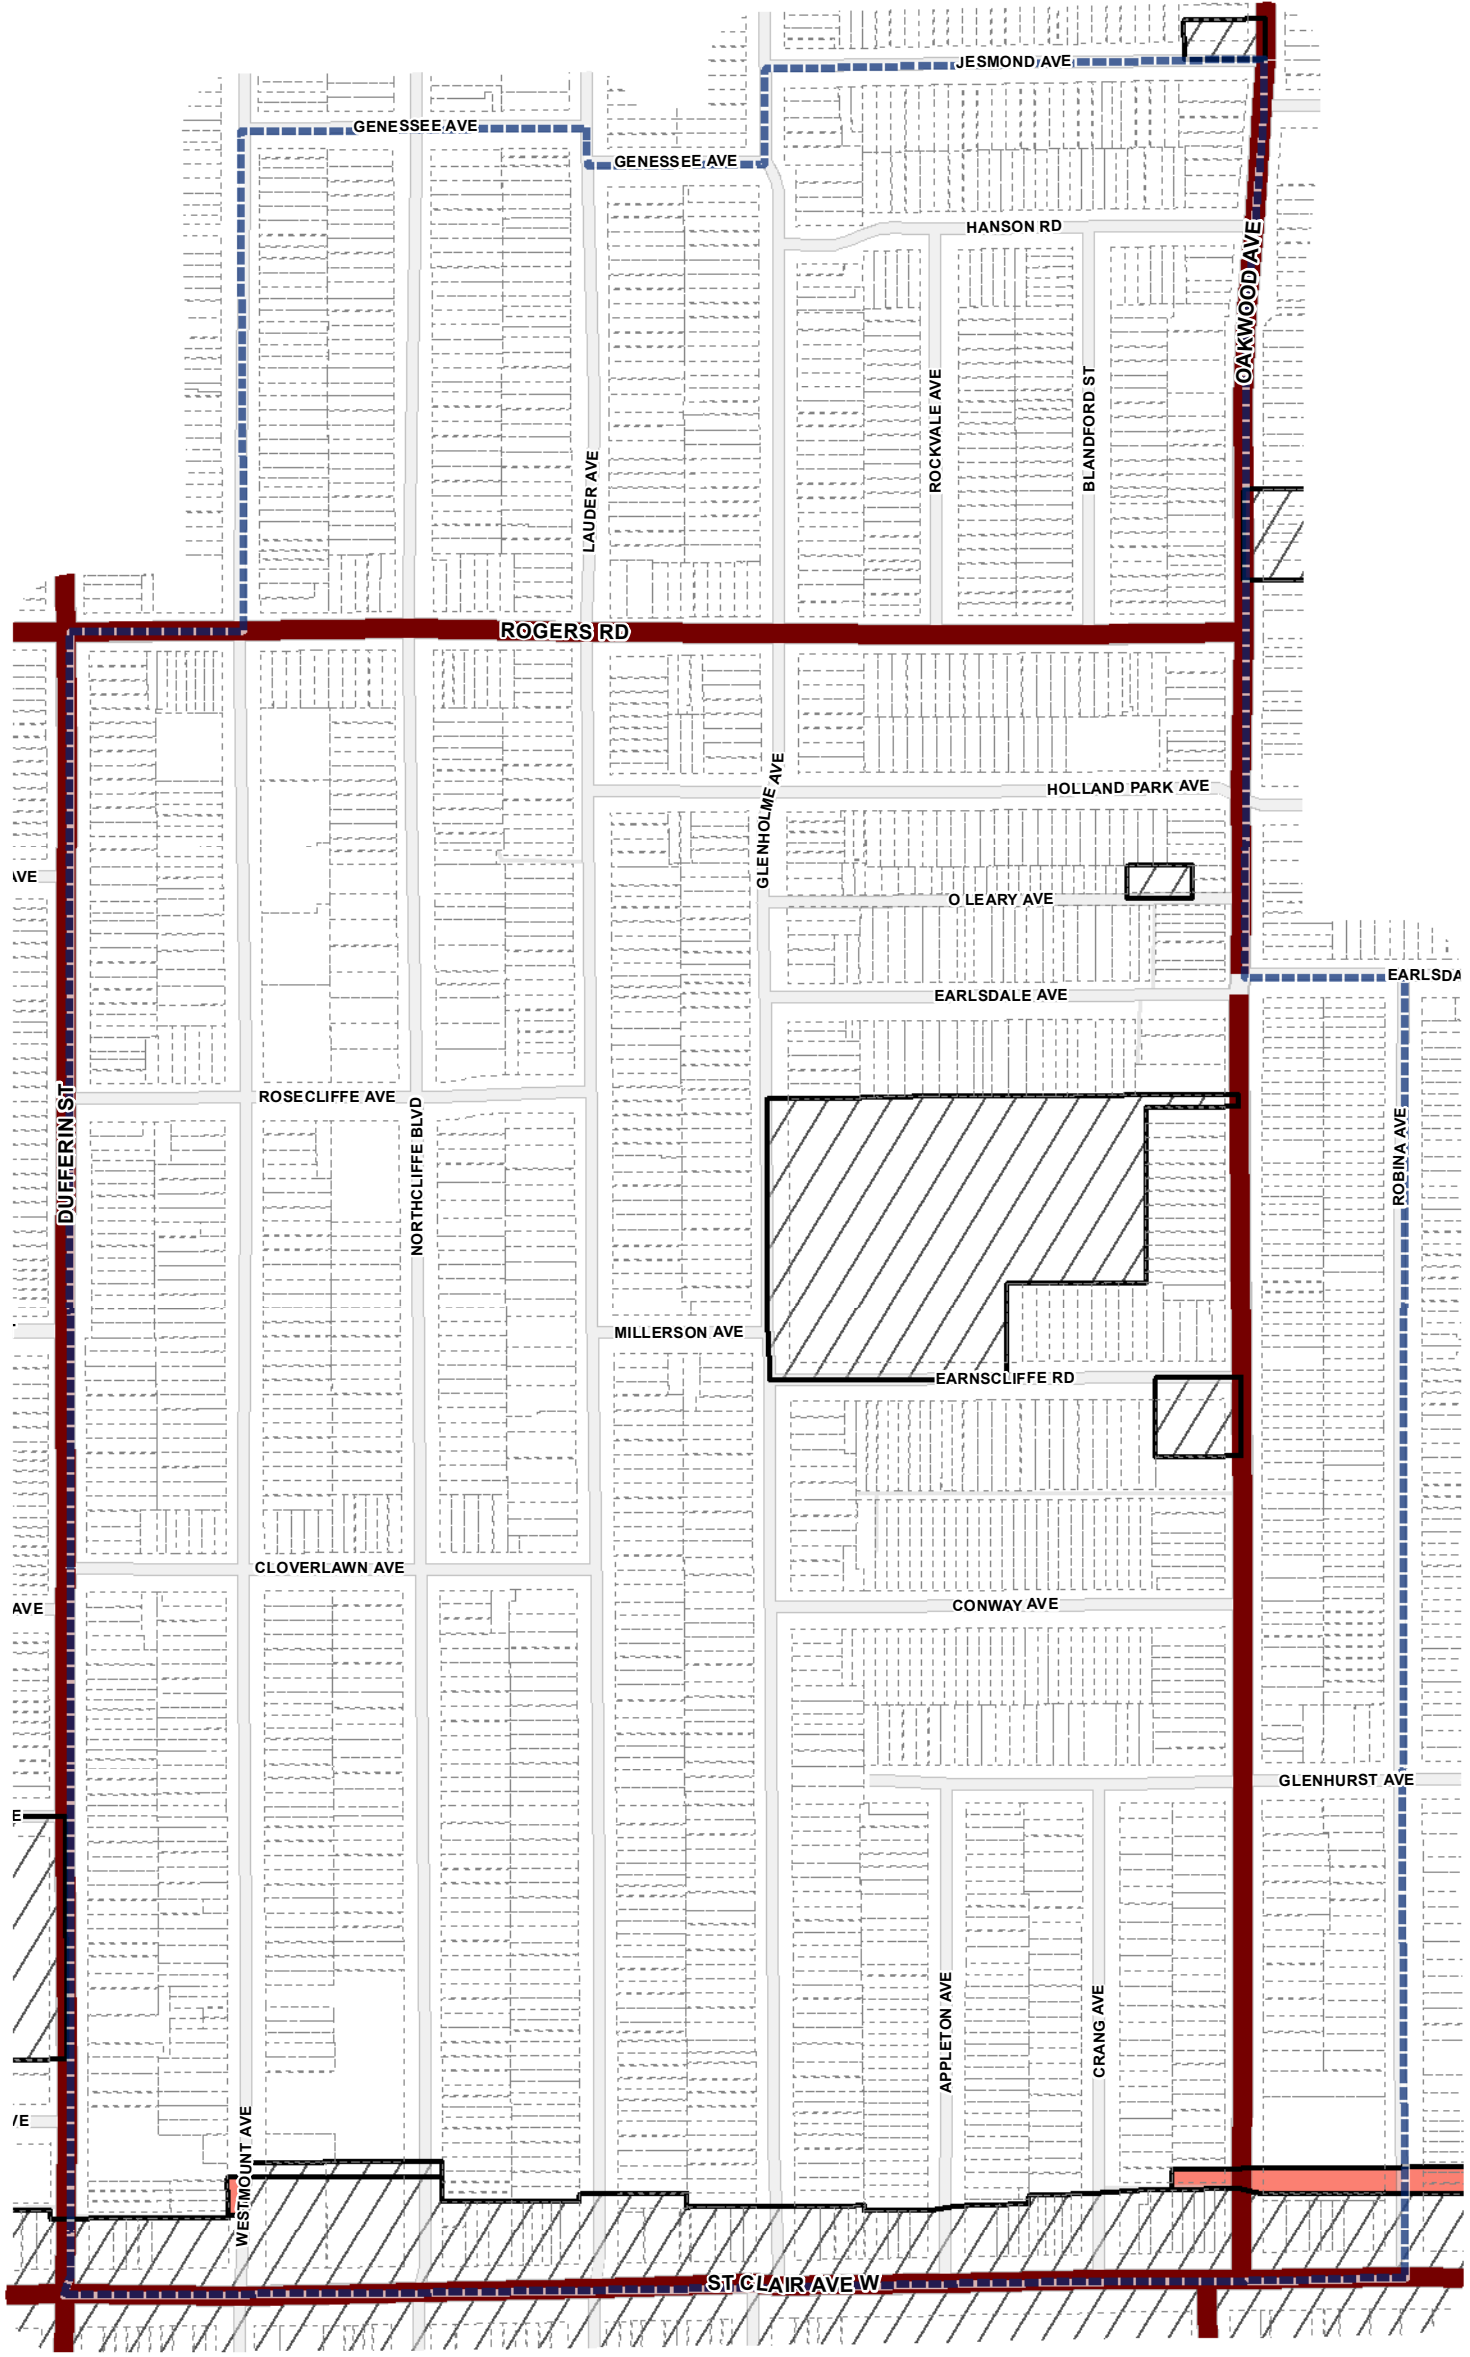 JESMOND AVE
GENESSEE AVE
GENESSEE AVE
HANSON RD
OAKWOOD AVE
ROCKVALE AVE
BLANDFORD ST
LAUDER AVE
ROGERS RD
GLENHOLME AVE
HOLLAND PARK AVE
AVE
O LEARY AVE
EARLSDA
EARLSDALE AVE
ROSECLIFFE AVE
DUFFERIN ST
NORTHCLIFFE BLVD
ROBINA AVE
MILLERSON AVE
EARNSCLIFFE RD
CLOVERLAWN AVE
CONWAY AVE
AVE
GLENHURST AVE
E
APPLETON AVE
CRANG AVE
VE
WESTMOUNT AVE
ST CLAIR AVE W